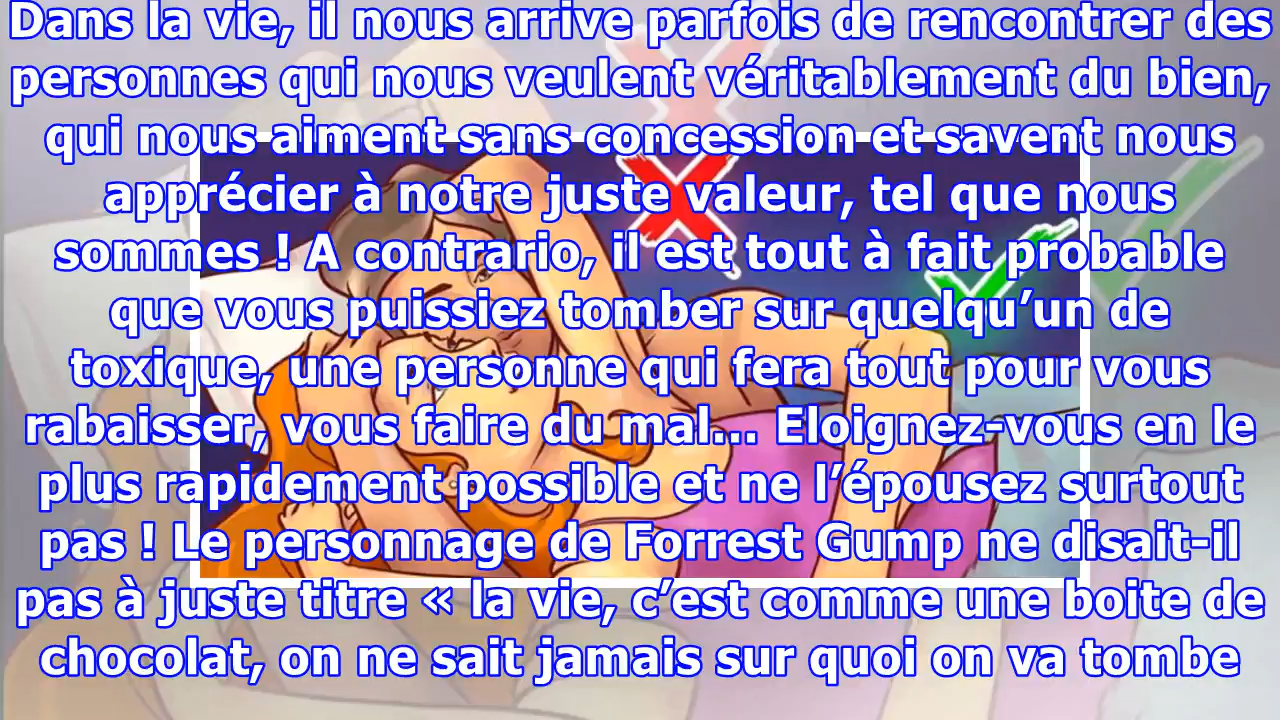 Dans la vie, il nous arrive parfois de rencontrer des
personnes qui nous veulent véritablement du bien,
qui nous aiment sans concession et savent nous
apprécier à notre juste valeur, tel que nous
sommes ! A contrario, il est tout à fait probable
que vous puissiez tomber sur quelqu’un de
toxique, une personne qui fera tout pour vous
rabaisser, vous faire du mal... Eloignez-vous en le
plus rapidement possible et ne l’épousez surtout
pas ! Le personnage de Forrest Gump ne disait-il
pas à juste titre « la vie, c’est comme une boite de
chocolat, on ne sait jamais sur quoi on va tombe